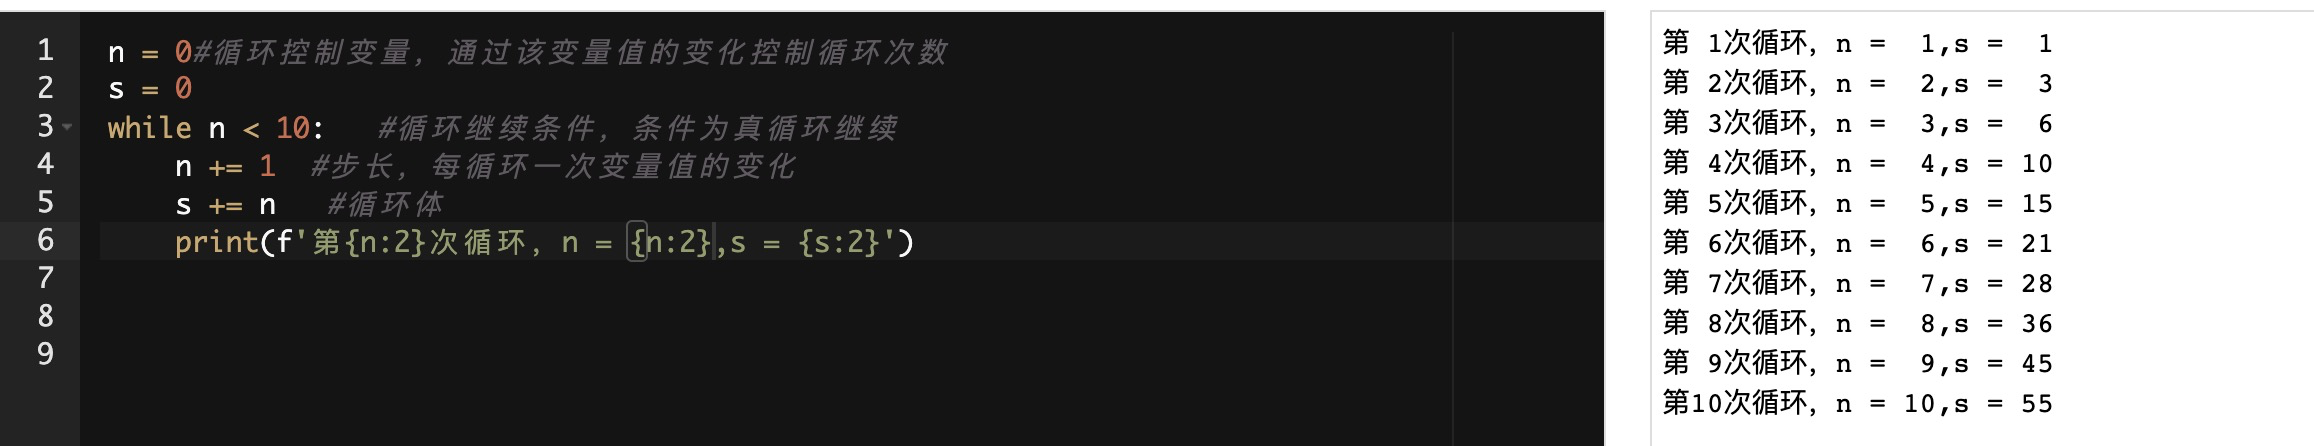 1 n = 0#循环控制变量，通过该变量值的变化控制循环次数
2 s = 0
3 while n < 10:   #循环继续条件，条件为真循环继续
4     n += 1  #步长，每循环一次变量值的变化
5     s += n   #循环体
6     print(f'第{n:2}次循环, n = {n:2},s = {s:2}')
7
8
9
第 1次循环, n =  1,s =  1
第 2次循环, n =  2,s =  3
第 3次循环, n =  3,s =  6
第 4次循环, n =  4,s = 10
第 5次循环, n =  5,s = 15
第 6次循环, n =  6,s = 21
第 7次循环, n =  7,s = 28
第 8次循环, n =  8,s = 36
第 9次循环, n =  9,s = 45
第10次循环, n = 10,s = 55